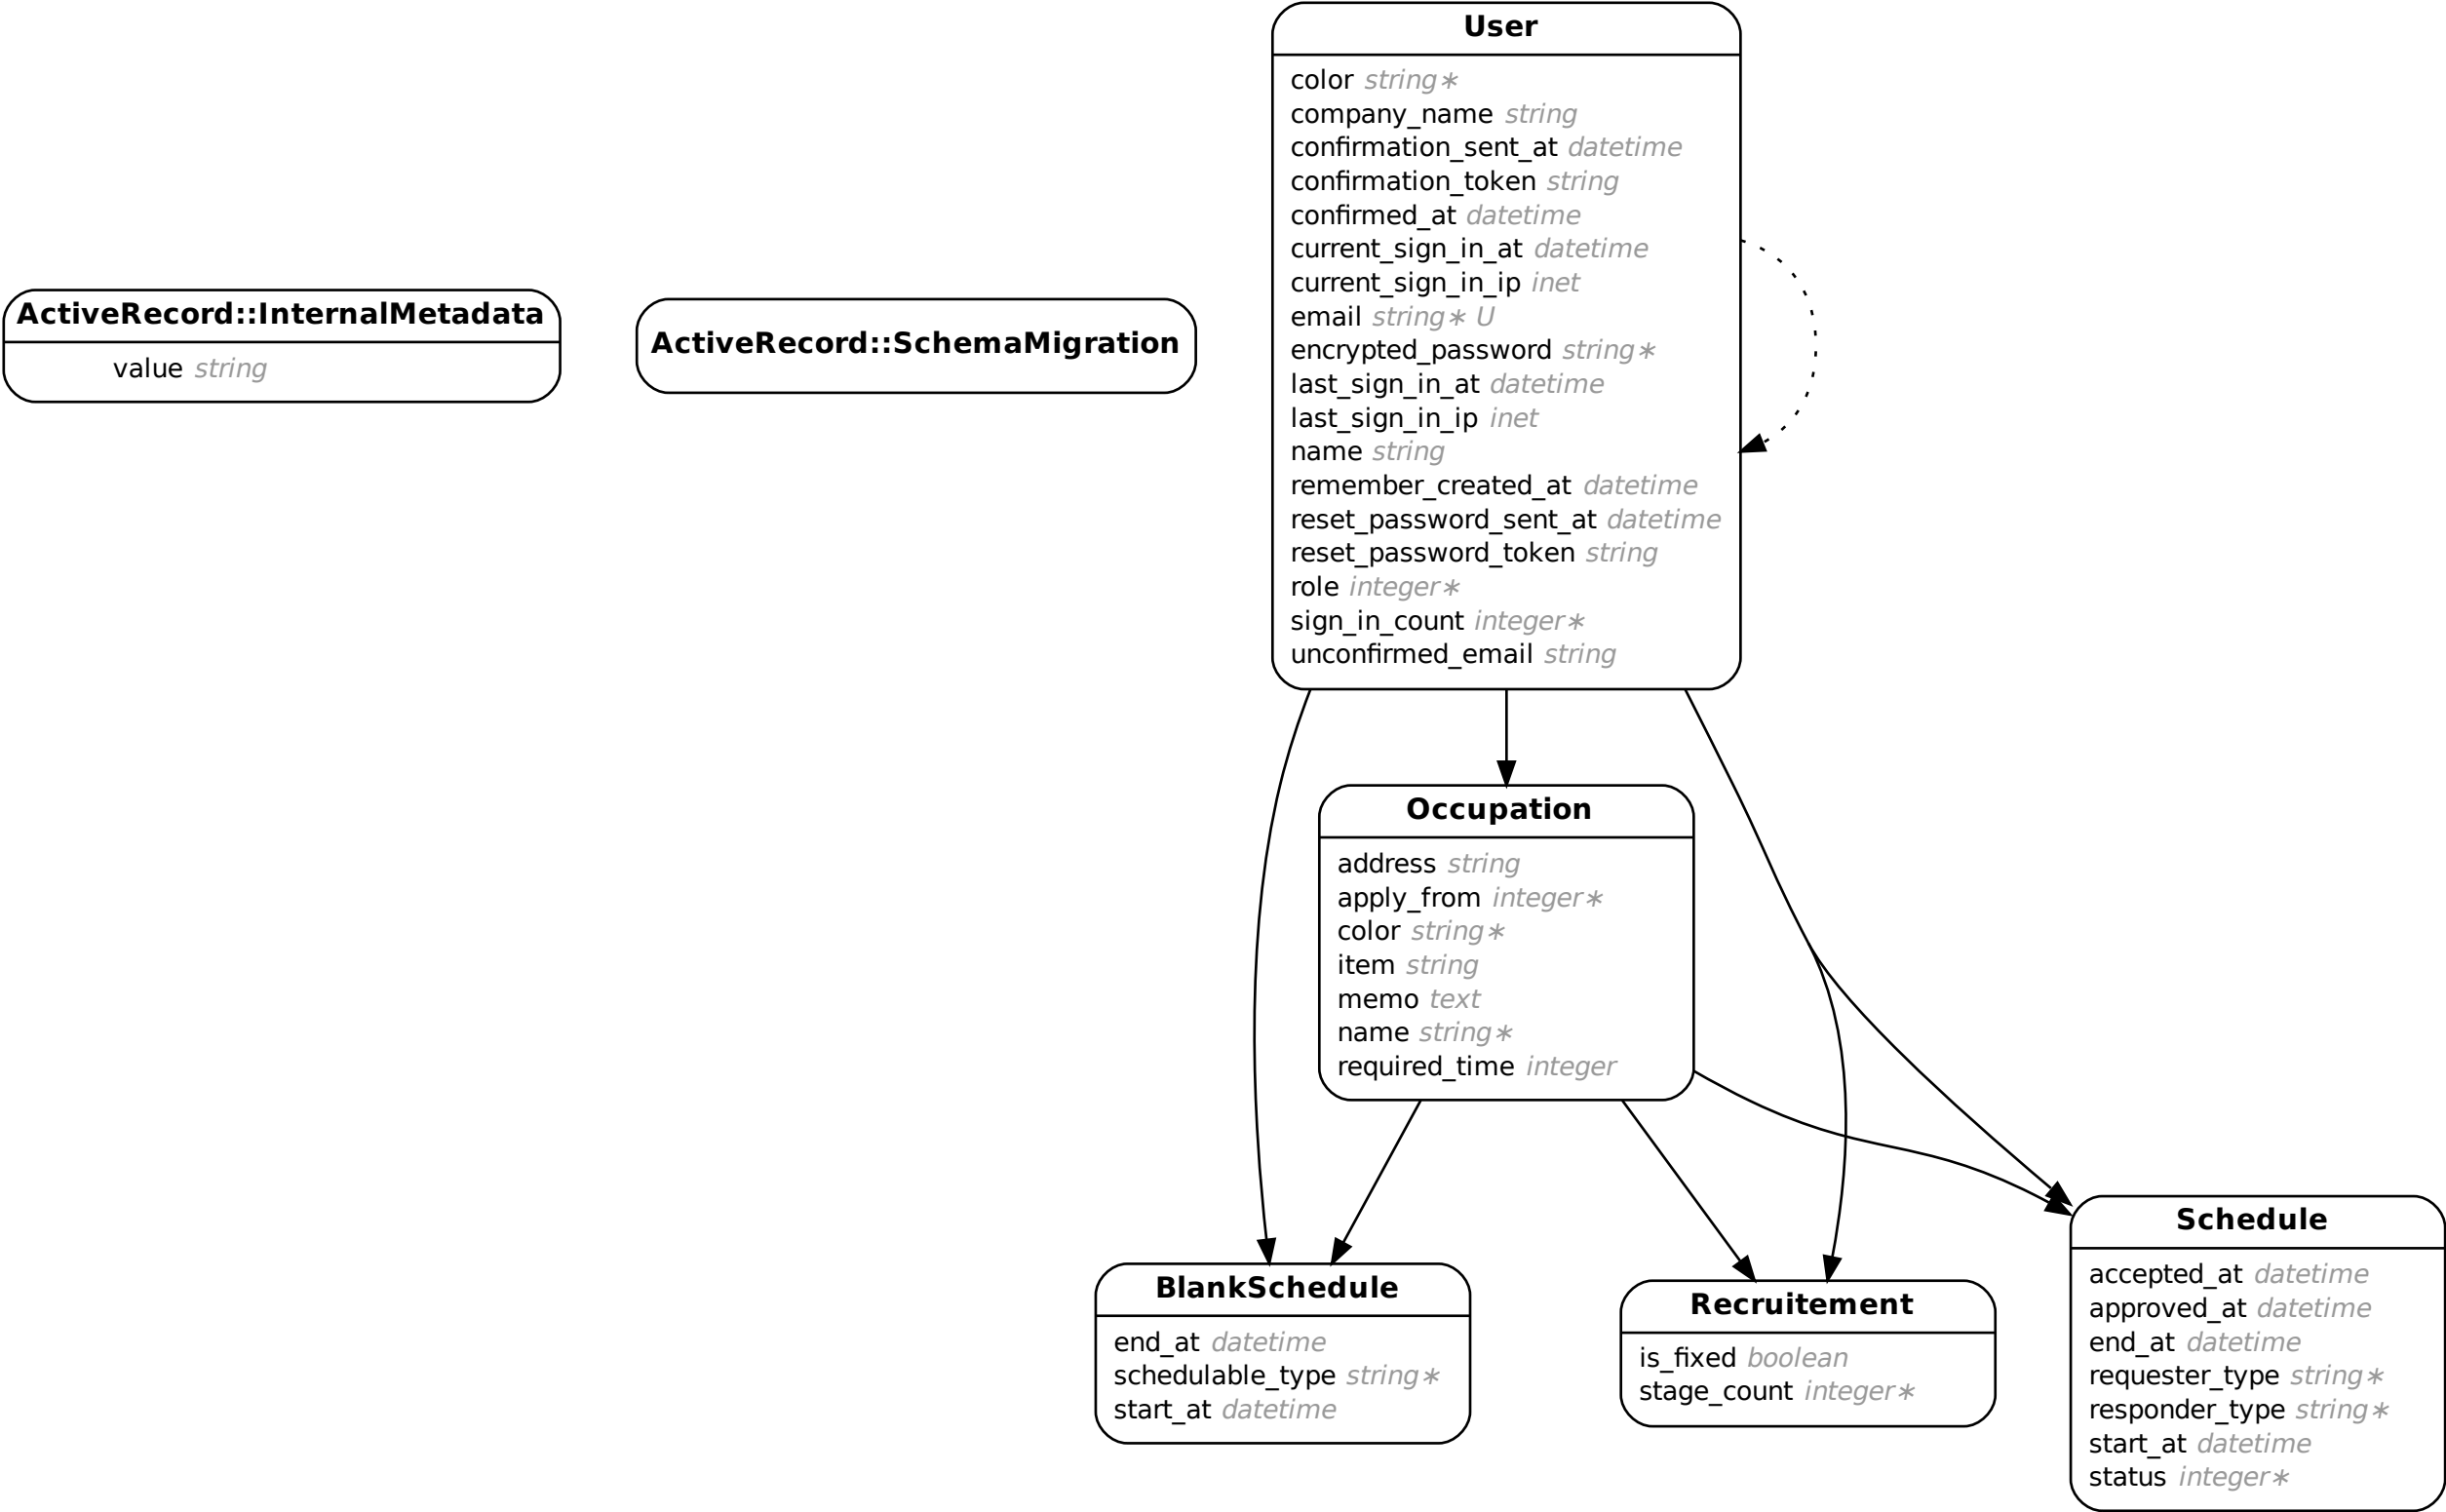 User
color string∗
company_name string
confirmation_sent_at datetime
confirmation_token string
confirmed_at datetime
current_sign_in_at datetime
current_sign_in_ip inet
email string∗ U
encrypted_password string∗
last_sign_in_at datetime
last_sign_in_ip inet
name string
remember_created_at datetime
reset_password_sent_at datetime
reset_password_token string
role integer∗
sign_in_count integer∗
unconfirmed_email string
ActiveRecord::InternalMetadata
value string
ActiveRecord::SchemaMigration
Occupation
address string
apply_from integer∗
color string∗
item string
memo text
name string∗
required_time integer
BlankSchedule
end_at datetime
schedulable_type string∗
start_at datetime
Recruitement
is_fixed boolean
stage_count integer∗
Schedule
accepted_at datetime
approved_at datetime
end_at datetime
requester_type string∗
responder_type string∗
start_at datetime
status integer∗